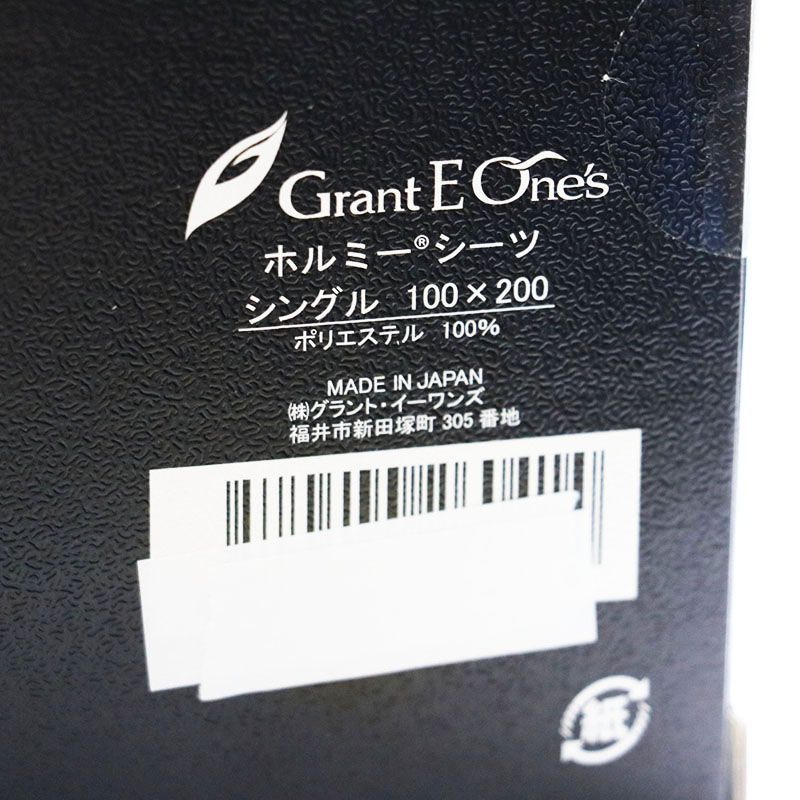 Grant E One's
ホルミー®シーツ
シングル 100×200
ポリエステル 100%
MADE IN JAPAN
㈱グラント・イーワンズ
福井市新田塚町 305 番地
紙